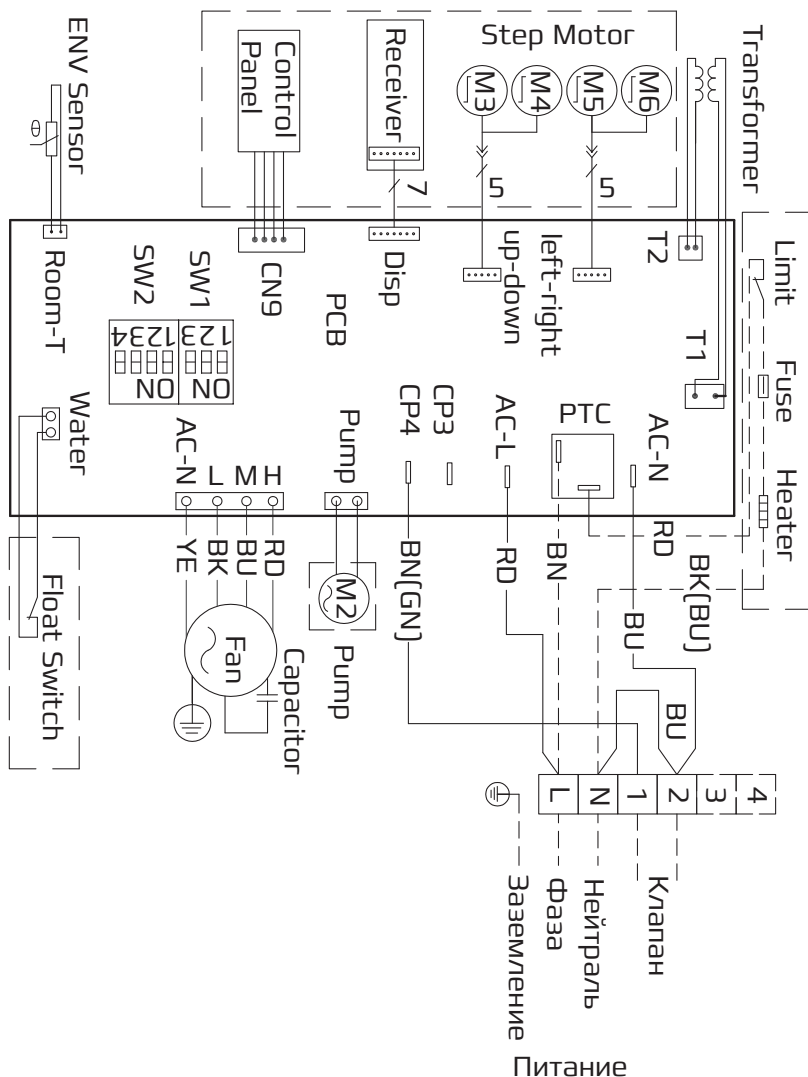 ENV Sensor
Control
Panel
Receiver
Step Motor
M3
M4
M5
M6
Transformer
7
5
5
Limit
Fuse
Heater
Room-T
SW2
SW1
CN9
Disp
PCB
up-down
left-right
T2
T1
1234
123
ON
ON
Water
AC-N
L
M
H
Pump
CP4
CP3
AC-L
PTC
AC-N
YE
BK
BU
RD
BN(GN)
RD
BN
RD
BK(BU)
BU
BU
Float Switch
Fan
Capacitor
M2
Pump
L
N
1
2
3
4
Заземление
Фаза
Нейтраль
Клапан
Питание
θ